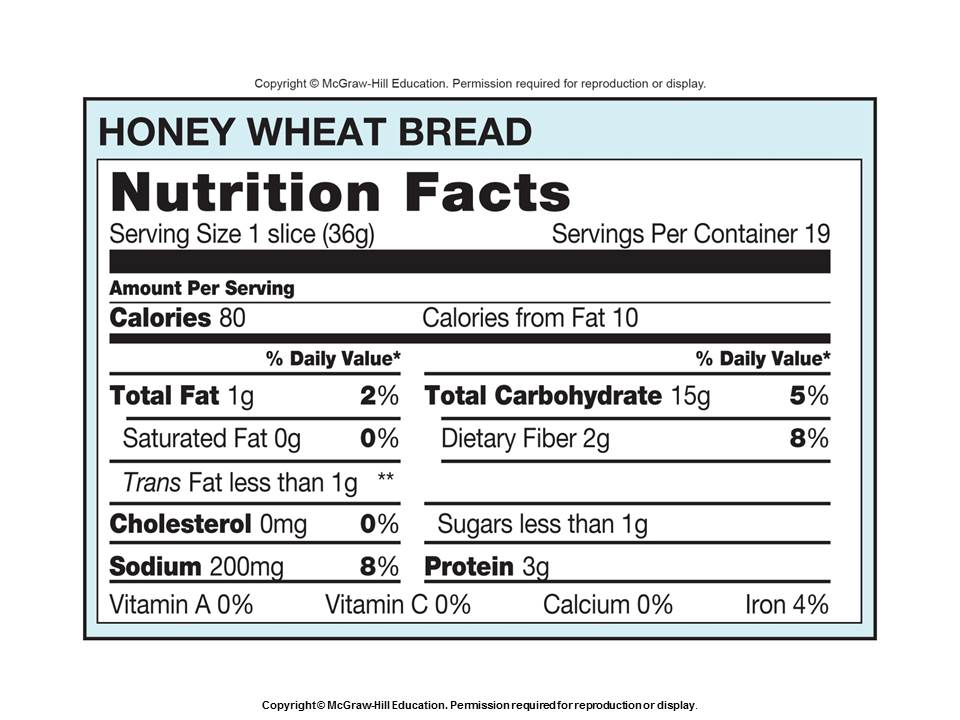 Copyright © McGraw-Hill Education. Permission required for reproduction or display.
HONEY WHEAT BREAD
Nutrition Facts
Serving Size 1 slice (36g) Servings Per Container 19
Amount Per Serving
Calories 80 Calories from Fat 10
% Daily Value* % Daily Value*
Total Fat 1g 2% Total Carbohydrate 15g 5%
Saturated Fat 0g 0% Dietary Fiber 2g 8%
Trans Fat less than 1g **
Cholesterol 0mg 0% Sugars less than 1g
Sodium 200mg 8% Protein 3g
Vitamin A 0% Vitamin C 0% Calcium 0% Iron 4%
Copyright © McGraw-Hill Education. Permission required for reproduction or display.